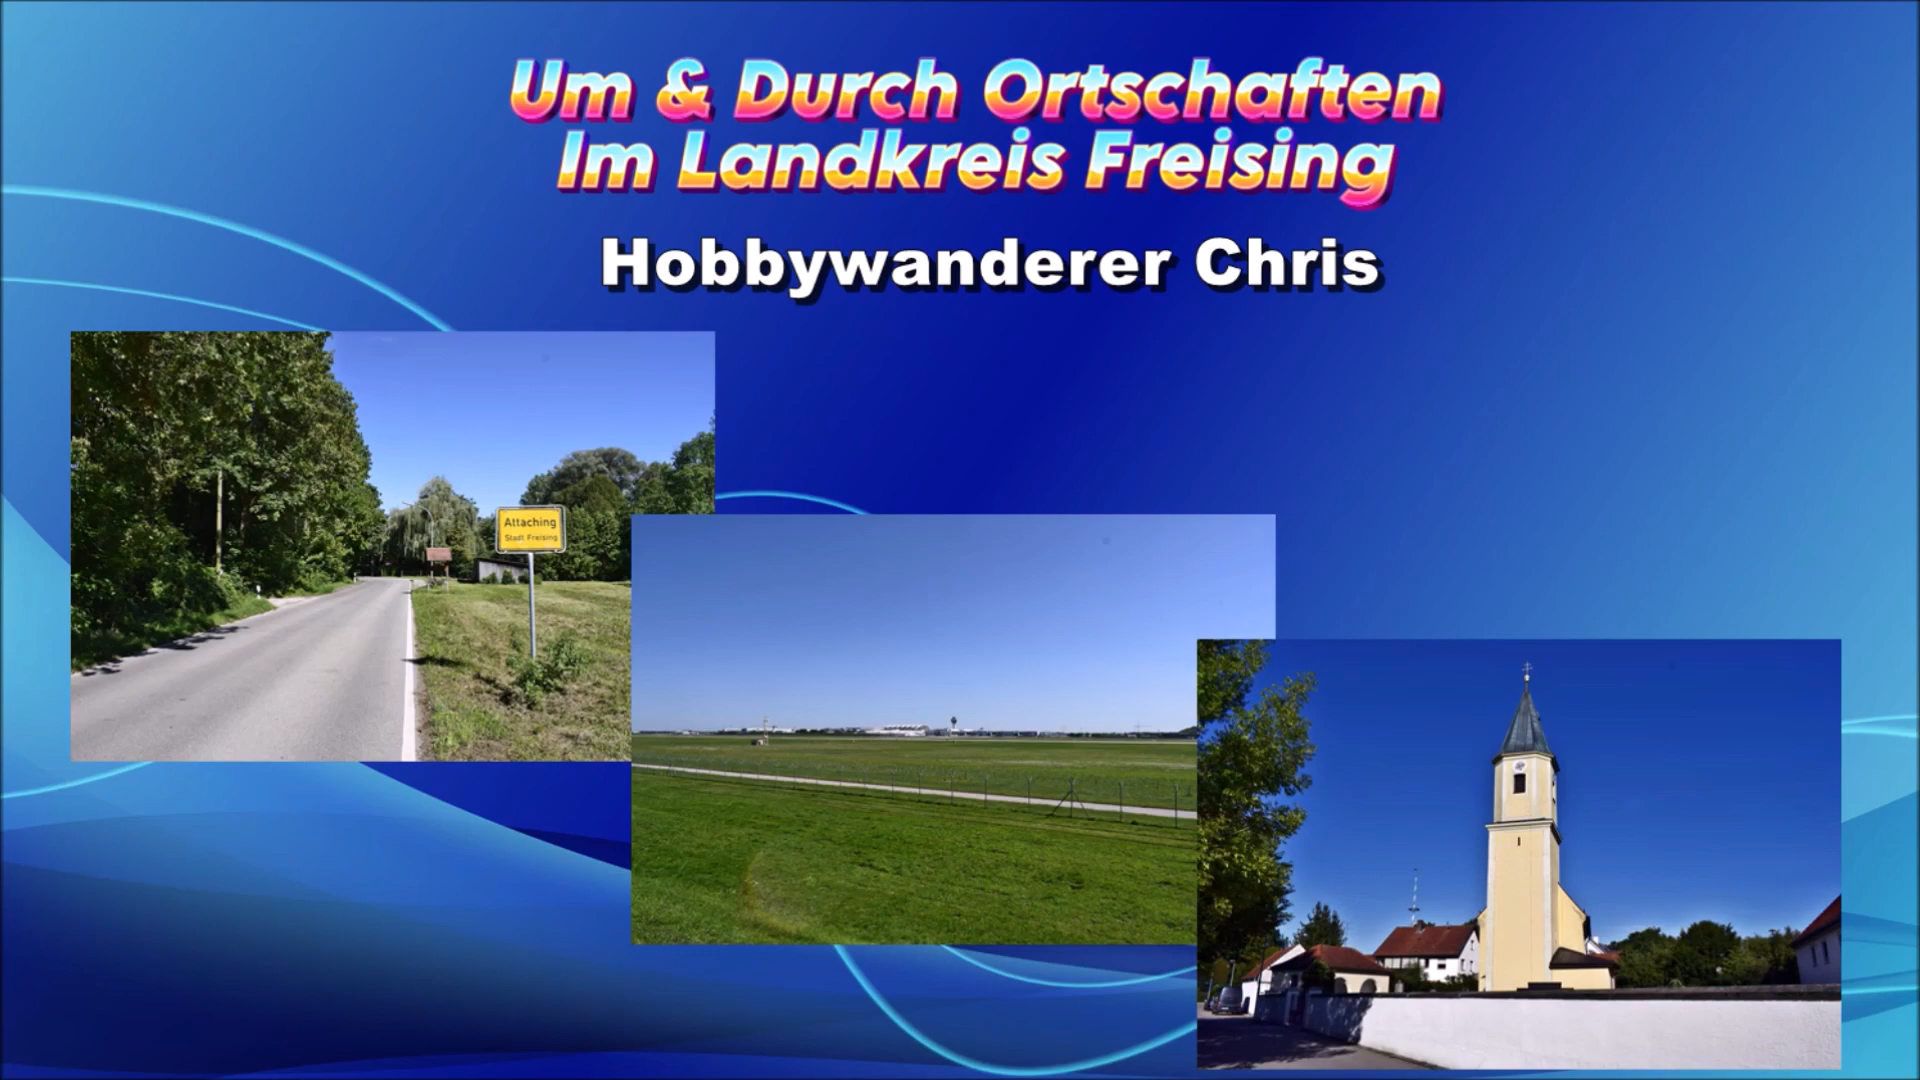 Um & Durch Ortschaften
Im Landkreis Freising
Hobbywanderer Chris
Attaching
Stadt Freising